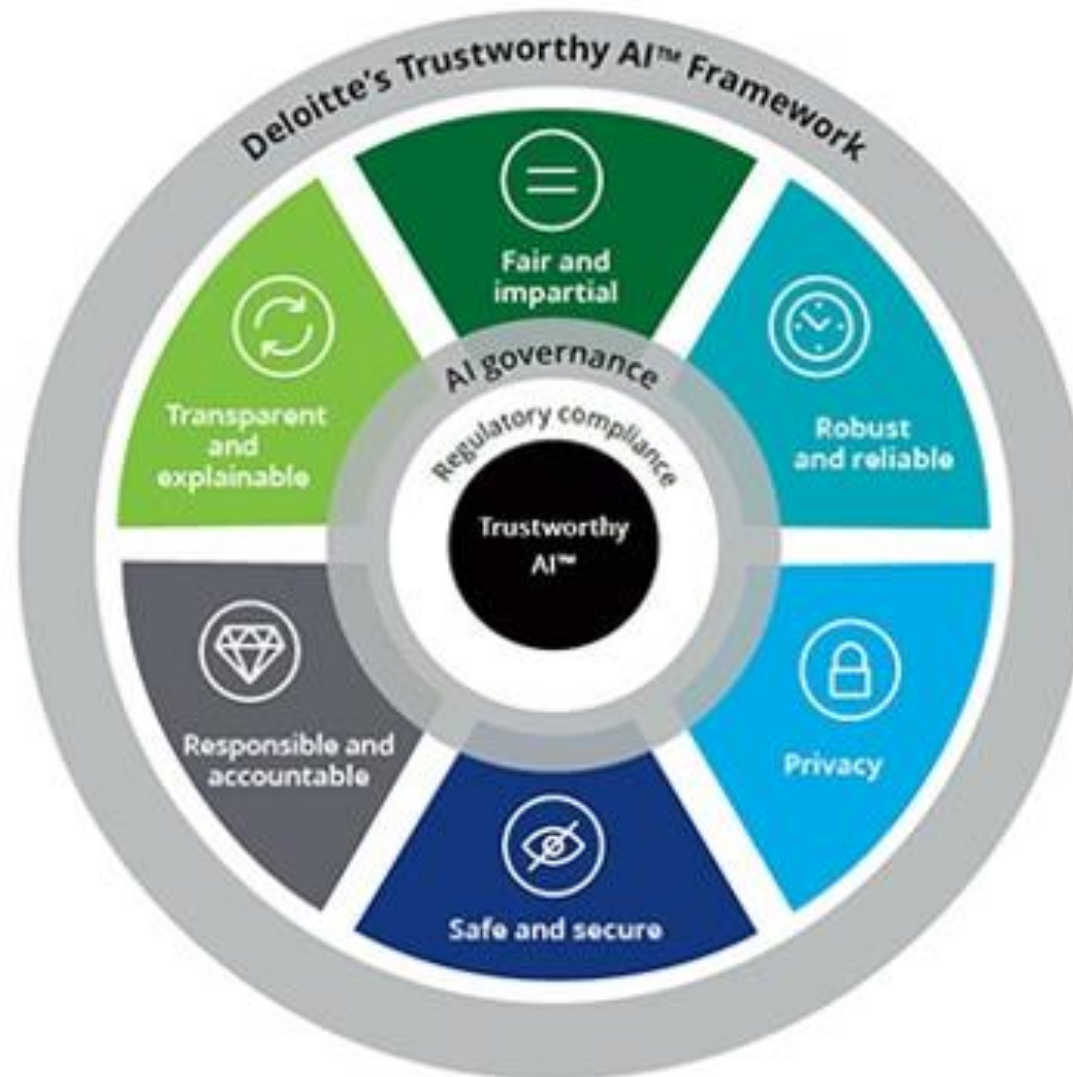 Deloitte's Trustworthy AI™ Framework
Fair and
impartial
Robust
and reliable
Privacy
Safe and secure
Responsible and
accountable
Transparent
and
explainable
AI governance
Regulatory compliance
Trustworthy
AI™